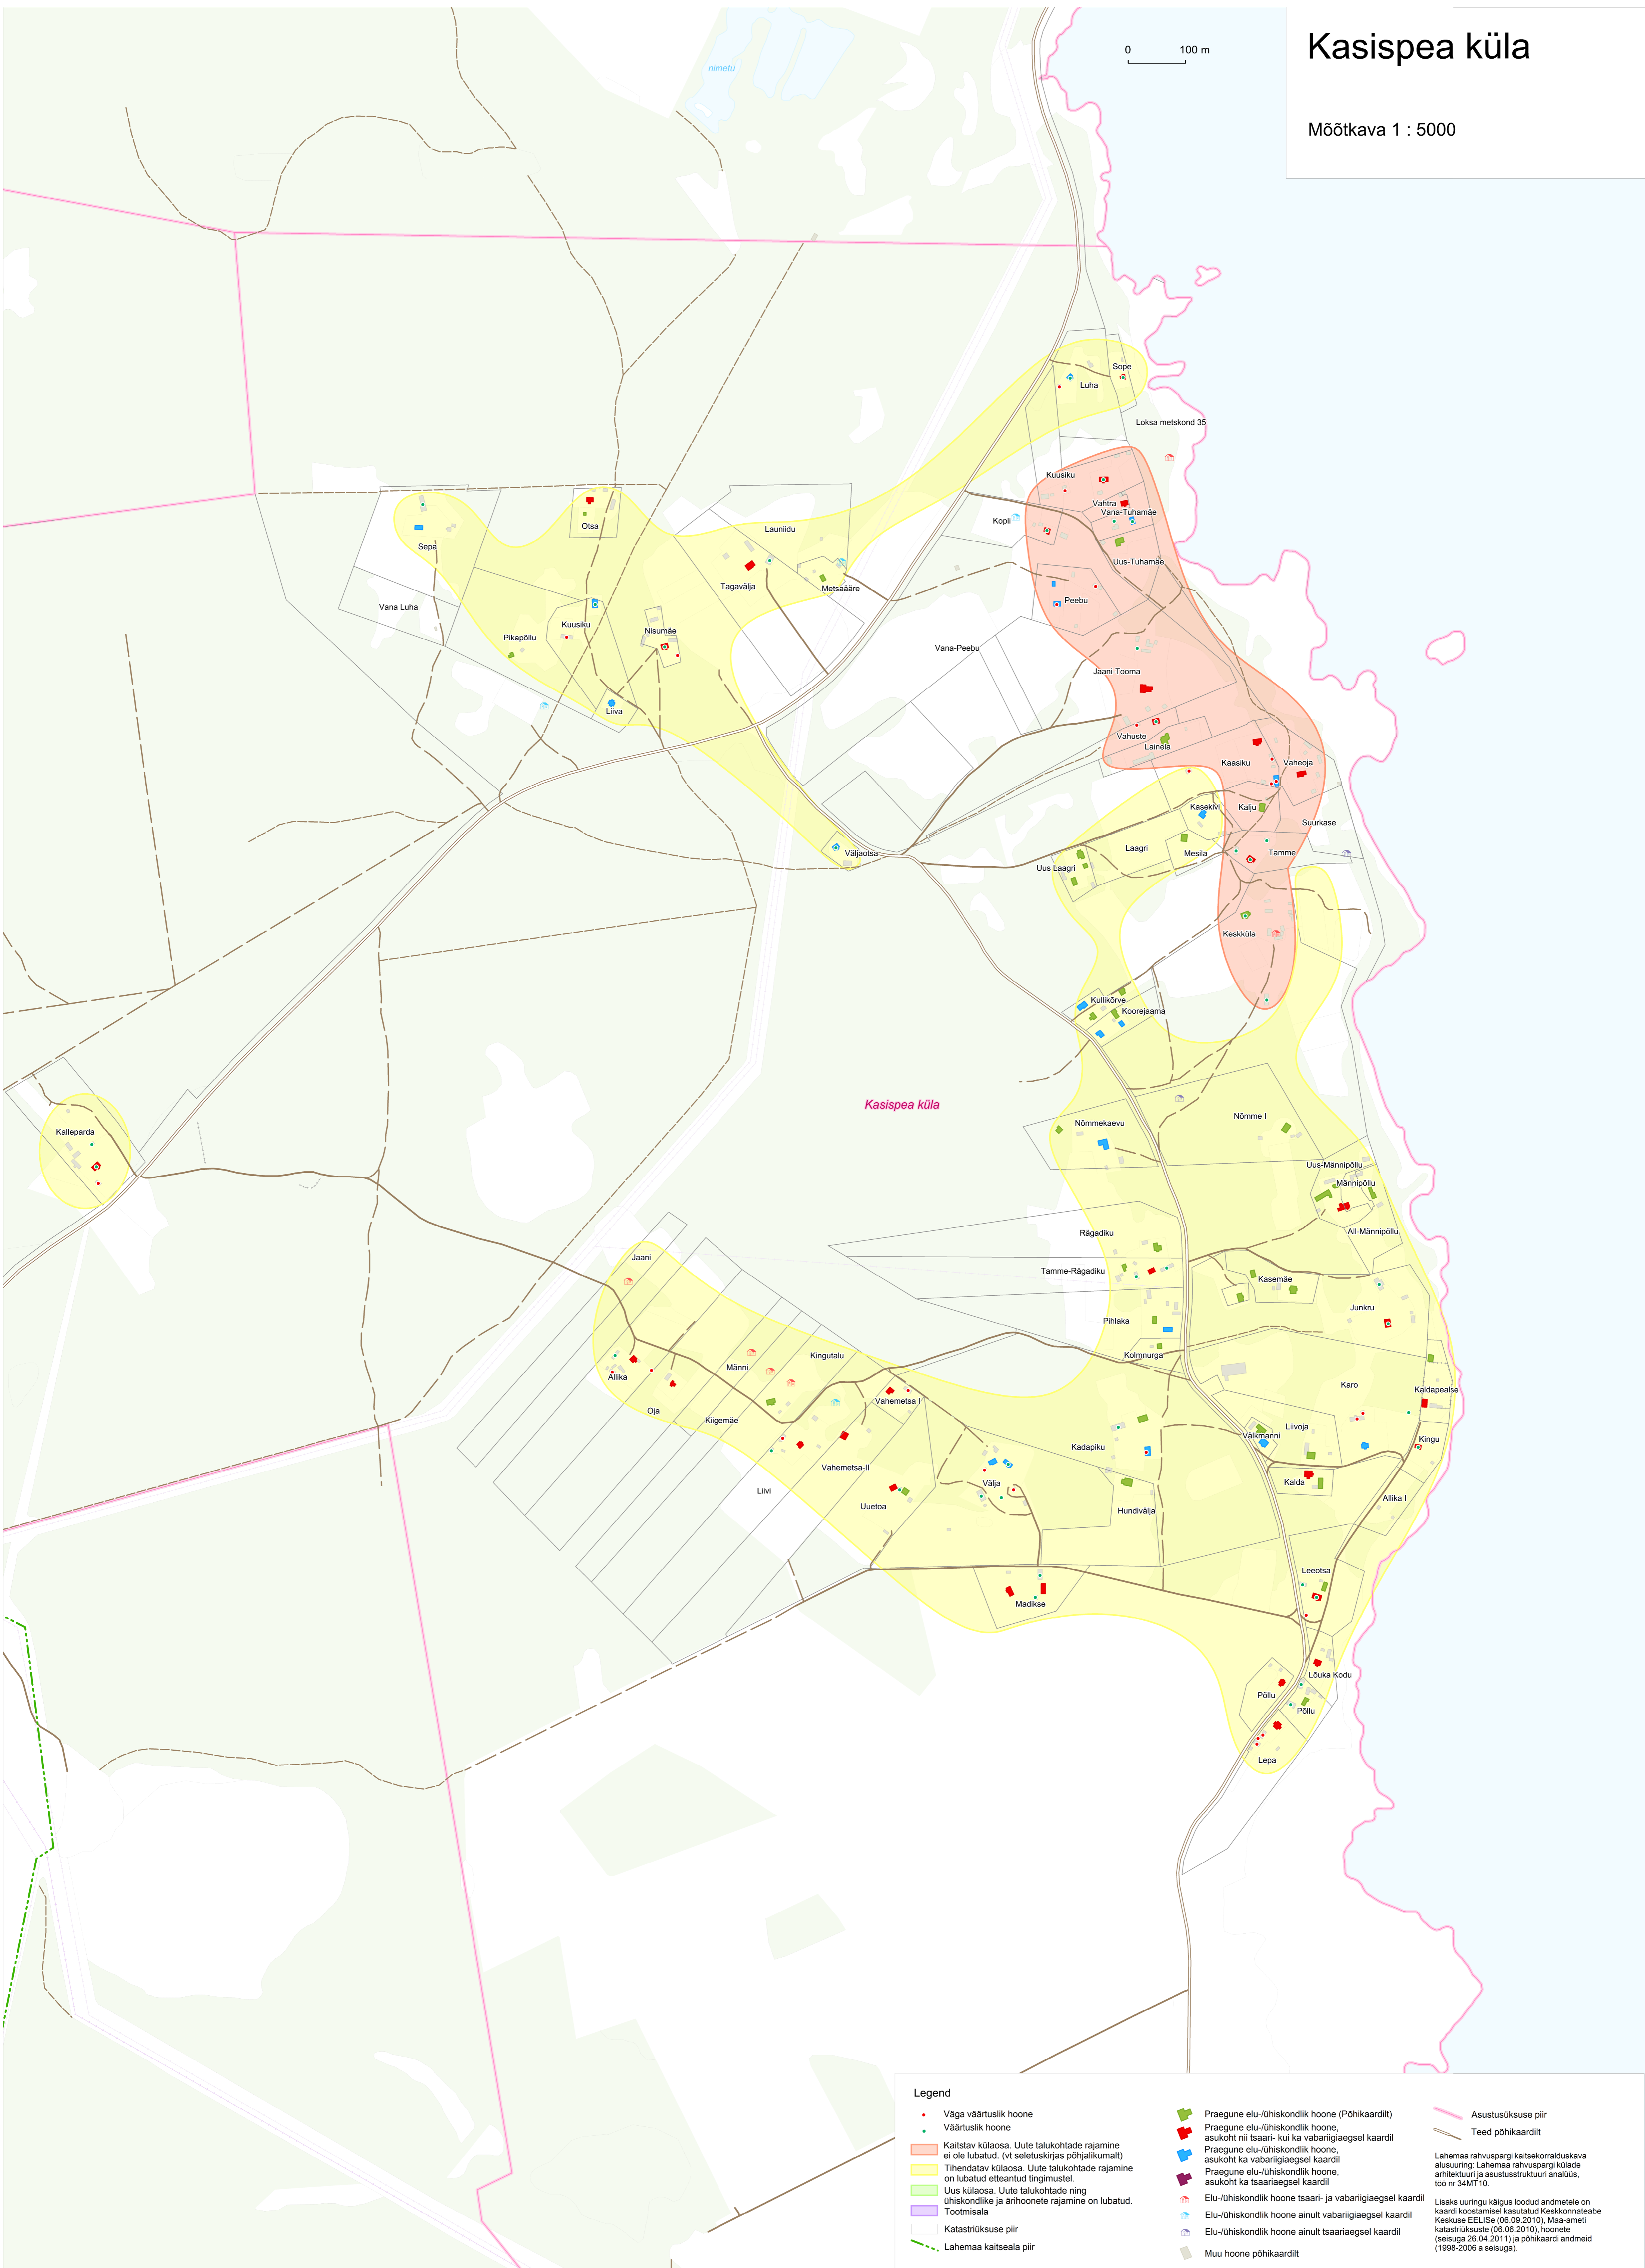 Kasispea küla
Mõõtkava 1 : 5000
0 100 m
nimetu
Sope
Luha
Loksa metskond 35
Kuusiku
Vahtra
Vana-Tuhamäe
Kopli
Uus-Tuhamäe
Launiidu
Otsa
Sepa
Tagavälja
Metsaääre
Peebu
Vana Luha
Kuusiku
Nisumäe
Pikapõllu
Vana-Peebu
Jaani-Tooma
Liiva
Vahuste
Lainela
Kaasiku
Vaheoja
Kasekivi
Kalju
Suurkase
Väljaotsa
Laagri
Mesila
Tamme
Uus Laagri
Keskküla
Kullikõrve
Koorejaama
Kasispea küla
Nõmme I
Nõmmekaevu
Kalleparda
Uus-Männipõllu
Männipõllu
All-Männipõllu
Rägadiku
Jaani
Tamme-Rägadiku
Kasemäe
Junkru
Pihlaka
Kolmnurga
Kingutalu
Männi
Allika
Karo
Kaldapealse
Vahemetsa I
Oja
Kiigemäe
Liivoja
Välkmanni
Kingu
Kadapiku
Vahemetsa-II
Kalda
Välja
Liivi
Allika I
Uuetoa
Hundivälja
Leeotsa
Madikse
Lõuka Kodu
Põllu
Põllu
Lepa
Legend
Väga väärtuslik hoone
Väärtuslik hoone
Kaitstav külaosa. Uute talukohtade rajamine
ei ole lubatud. (vt seletuskirjas põhjalikumalt)
Tihendatav külaosa. Uute talukohtade rajamine
on lubatud etteantud tingimustel.
Uus külaosa. Uute talukohtade ning
ühiskondlike ja ärihoonete rajamine on lubatud.
Tootmisala
Katastriüksuse piir
Lahemaa kaitseala piir
Praegune elu-/ühiskondlik hoone (Põhikaardilt)
Praegune elu-/ühiskondlik hoone,
asukoht nii tsaari- kui ka vabariigiaegsel kaardil
Praegune elu-/ühiskondlik hoone,
asukoht ka vabariigiaegsel kaardil
Praegune elu-/ühiskondlik hoone,
asukoht ka tsaariaegsel kaardil
Elu-/ühiskondlik hoone tsaari- ja vabariigiaegsel kaardil
Elu-/ühiskondlik hoone ainult vabariigiaegsel kaardil
Elu-/ühiskondlik hoone ainult tsaariaegsel kaardil
Muu hoone põhikaardilt
Asustusüksuse piir
Teed põhikaardilt
Lahemaa rahvuspargi kaitsekorralduskava
alusuuring: Lahemaa rahvuspargi külade
arhitektuuri ja asustusstruktuuri analüüs,
töö nr 34MT10.
Lisaks uuringu käigus loodud andmetele on
kaardi koostamisel kasutatud Keskkonnateabe
Keskuse EELISe (06.09.2010), Maa-ameti
katastriüksuste (06.06.2010), hoonete
(seisuga 26.04.2011) ja põhikaardi andmeid
(1998-2006 a seisuga).